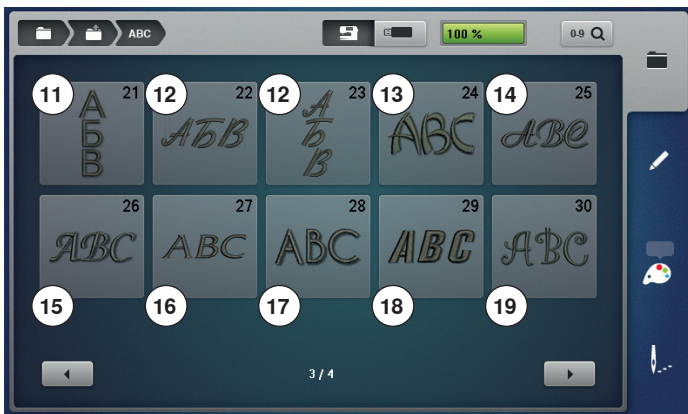 ABC 100 % 0-9
11 21 12 22 12 23 13 24 14 25
А
Б
В
АБВ
А
Б
В
ABC
ABC
26 27 28 29 30
ABC ABC ABC ABC ABC
15 16 17 18 19
3 / 4